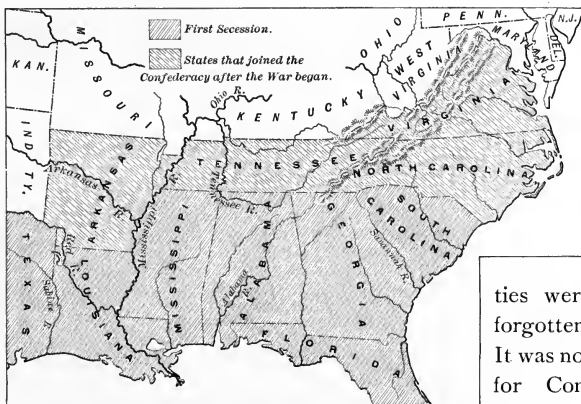 First Secession.
States that joined the
Confederacy after the War began.
PENN.
N.J.
MARYLAND
DEL.
OHIO
WEST
VIRGINIA
KAN.
MISSOURI
Ohio R.
KENTUCKY
VIRGINIA
IND. TY.
ARKANSAS
Arkansas
R.
TENNESSEE
Tennessee R.
NORTH CAROLINA
SOUTH
CAROLINA
Mississippi R.
MISSISSIPPI
ALABAMA
Alabama
R.
GEORGIA
Savannah R.
Red R.
TEXAS
Sabine R.
LOUISIANA
FLORIDA
ties were
forgotten
It was no
for Con